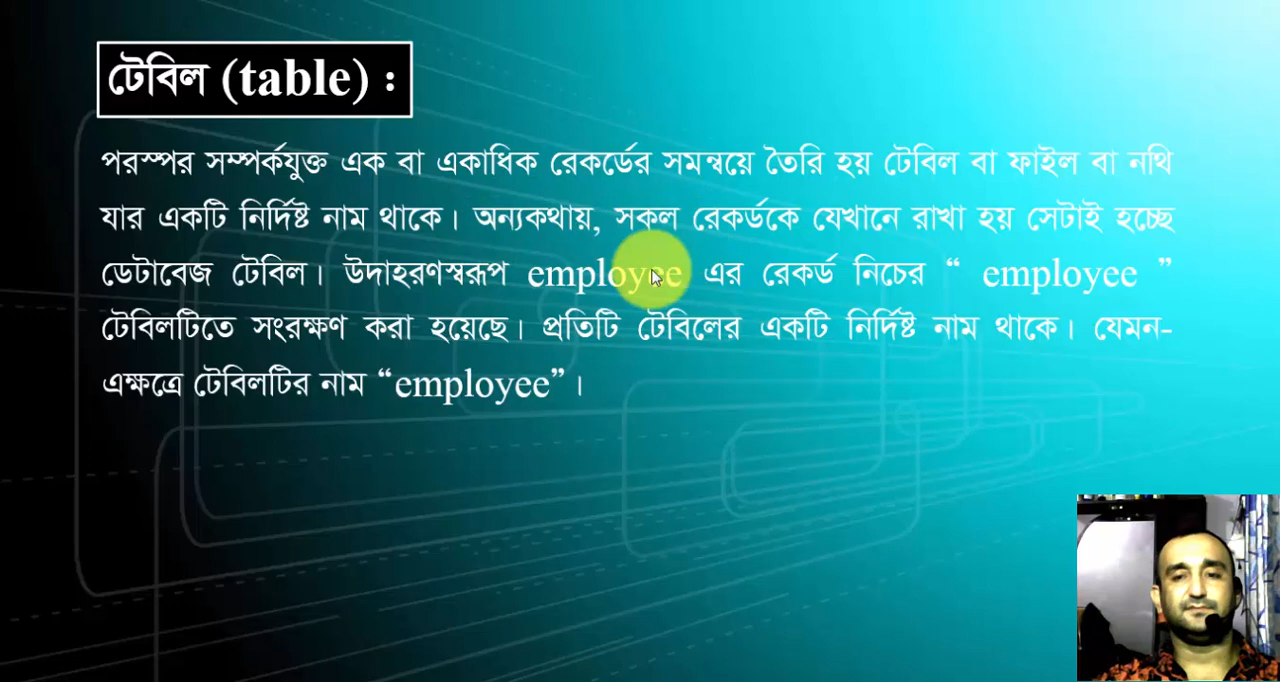 টেবিল (table) :
পরস্পর সম্পর্কযুক্ত এক বা একাধিক রেকর্ডের সমন্বয়ে তৈরি হয় টেবিল বা ফাইল বা নথি
যার একটি নির্দিষ্ট নাম থাকে। অন্যকথায়, সকল রেকর্ডকে যেখানে রাখা হয় সেটাই হচ্ছে
ডেটাবেজ টেবিল। উদাহরণস্বরূপ employee এর রেকর্ড নিচের “ employee ”
টেবিলটিতে সংরক্ষণ করা হয়েছে। প্রতিটি টেবিলের একটি নির্দিষ্ট নাম থাকে। যেমন-
এক্ষত্রে টেবিলটির নাম “employee”।